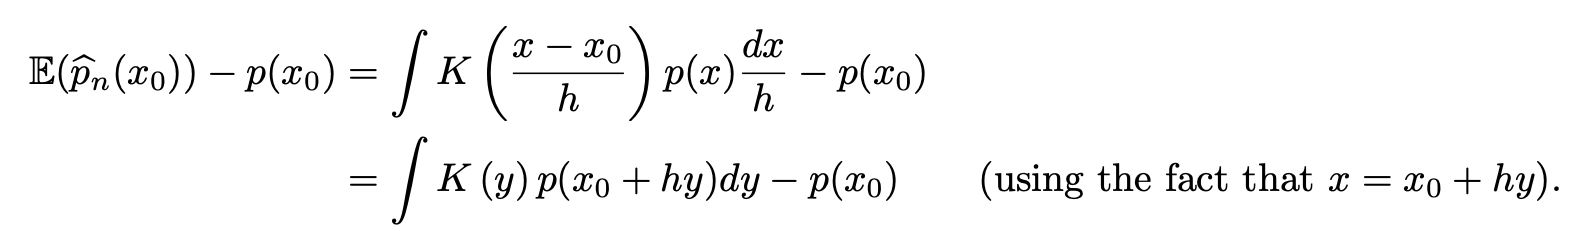 𝔼(p̂ₙ(x₀)) − p(x₀) = ∫ K ((x − x₀)/h) p(x) dx/h − p(x₀)
= ∫ K (y) p(x₀ + hy)dy − p(x₀) (using the fact that x = x₀ + hy).